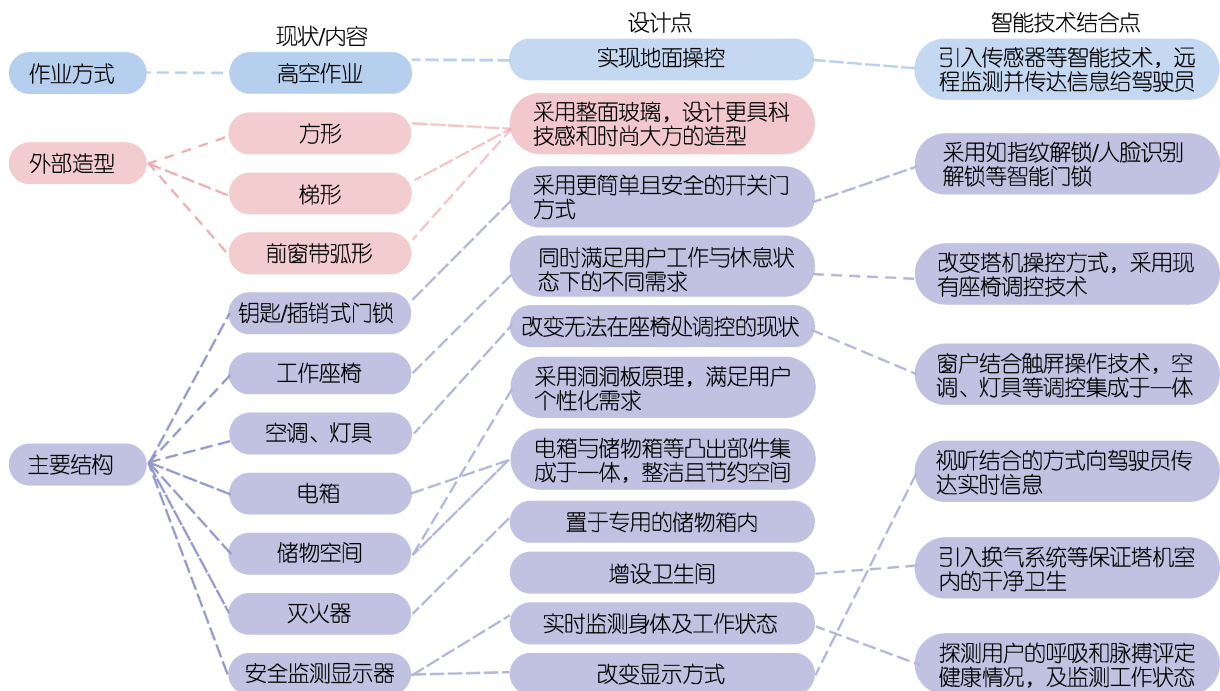 现状/内容
设计点
智能技术结合点
作业方式
高空作业
实现地面操控
引入传感器等智能技术，远
程监测并传达信息给驾驶员
外部造型
方形
梯形
前窗带弧形
采用整面玻璃，设计更具科
技感和时尚大方的造型
主要结构
钥匙/插销式门锁
工作座椅
空调、灯具
电箱
储物空间
灭火器
安全监测显示器
采用更简单且安全的开关门
方式
同时满足用户工作与休息状
态下的不同需求
改变无法在座椅处调控的现状
采用洞洞板原理，满足用户
个性化需求
电箱与储物箱等凸出部件集
成于一体，整洁且节约空间
置于专用的储物箱内
增设卫生间
实时监测身体及工作状态
改变显示方式
采用如指纹解锁/人脸识别
解锁等智能门锁
改变塔机操控方式，采用现
有座椅调控技术
窗户结合触屏操作技术，空
调、灯具等调控集成于一体
视听结合的方式向驾驶员传
达实时信息
引入换气系统等保证塔机室
内的干净卫生
探测用户的呼吸和脉搏评定
健康情况，及监测工作状态